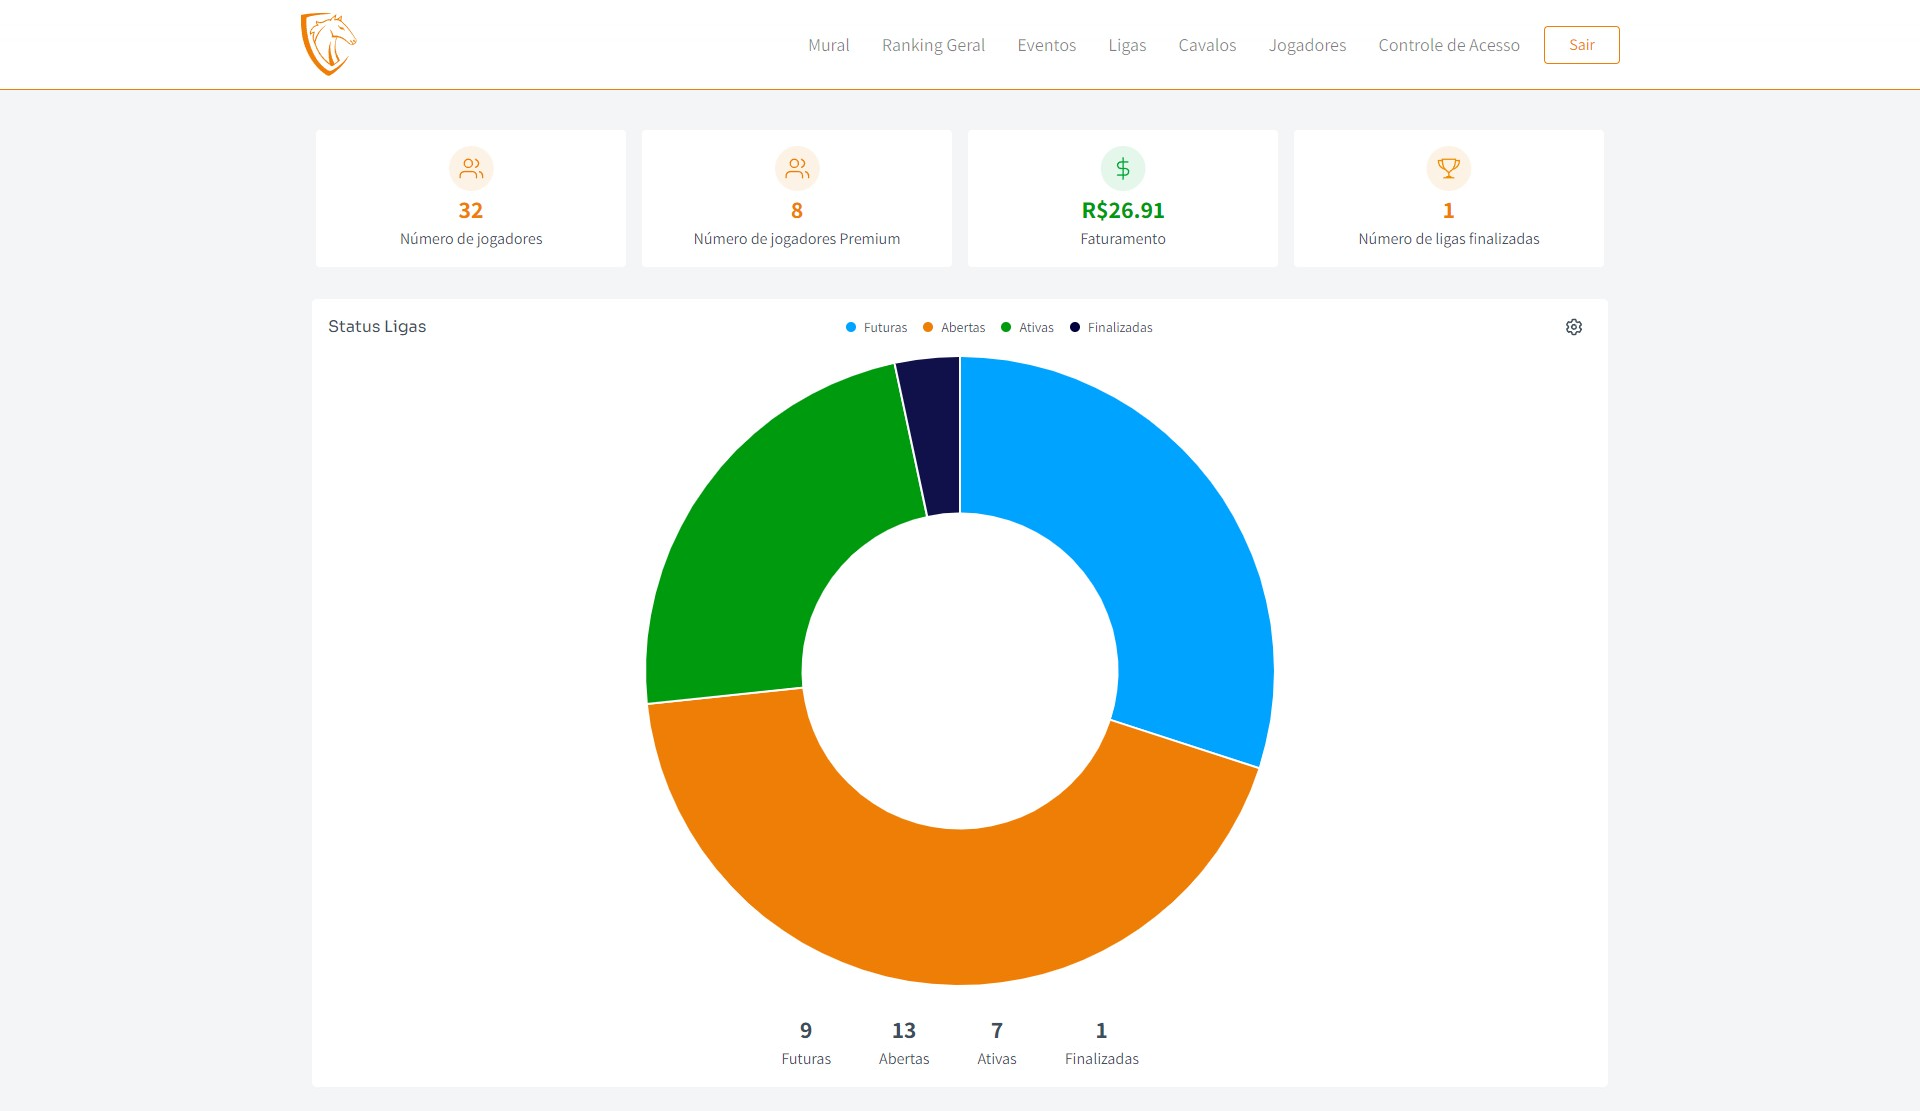 Mural Ranking Geral Eventos Ligas Cavalos Jogadores Controle de Acesso Sair
32
Número de jogadores
8
Número de jogadores Premium
R$26.91
Faturamento
1
Número de ligas finalizadas
Status Ligas
Futuras Abertas Ativas Finalizadas
9 13 7 1
Futuras Abertas Ativas Finalizadas